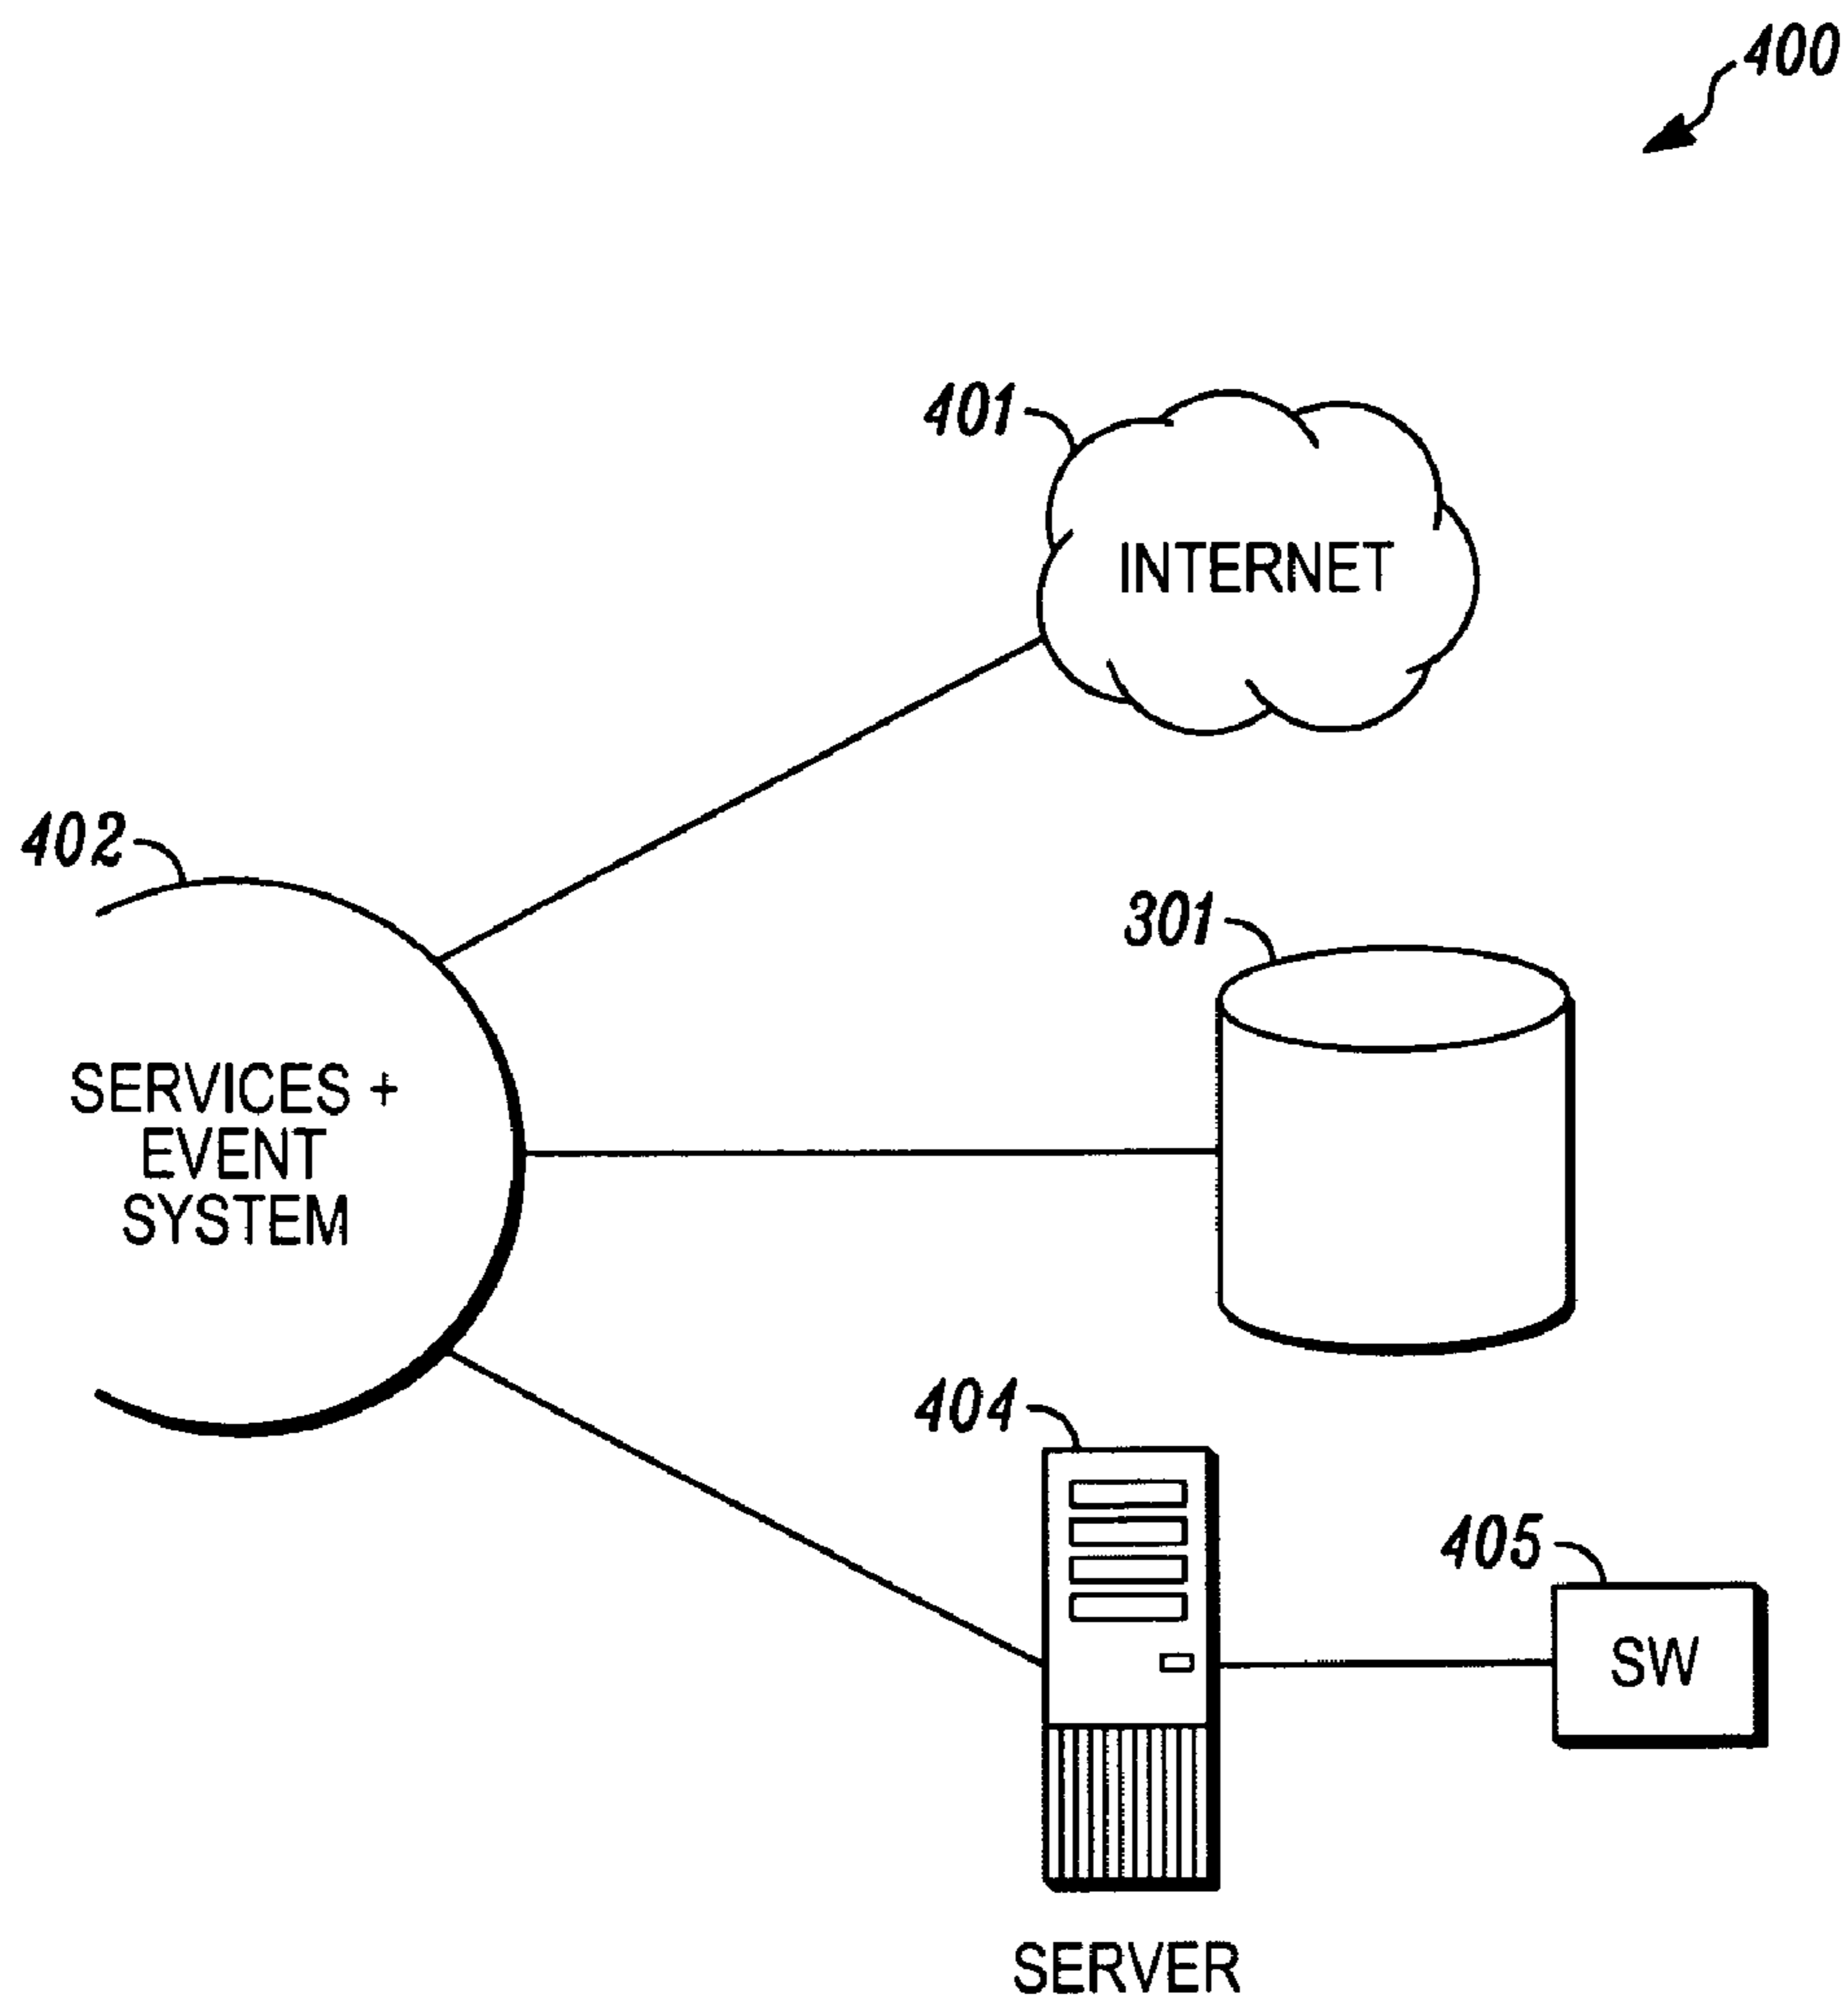 400
401
INTERNET
402
301
SERVICES +
EVENT
SYSTEM
404
405
SW
SERVER